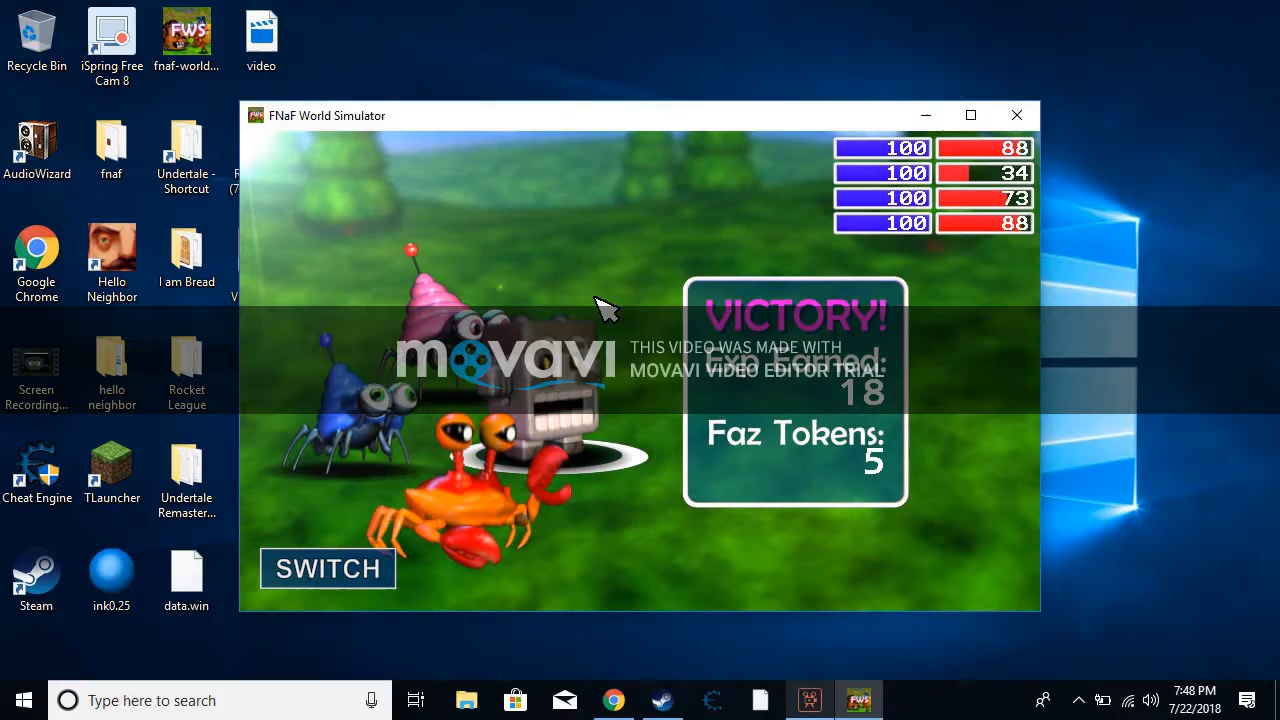 Recycle Bin
iSpring Free
Cam 8
FWS
fnaf-world...
video
FNaF World Simulator
AudioWizard
fnaf
Undertale -
Shortcut
100 88
100 34
100 73
100 88
Google
Chrome
Hello
Neighbor
I am Bread
VICTORY!
Exp Earned:
18
Faz Tokens:
5
movavi
THIS VIDEO WAS MADE WITH
MOVAVI VIDEO EDITOR TRIAL
Screen
Recording...
hello
neighbor
Rocket
League
Cheat Engine
TLauncher
Undertale
Remaster...
SWITCH
Steam
ink0.25
data.win
Type here to search
7:48 PM
7/22/2018